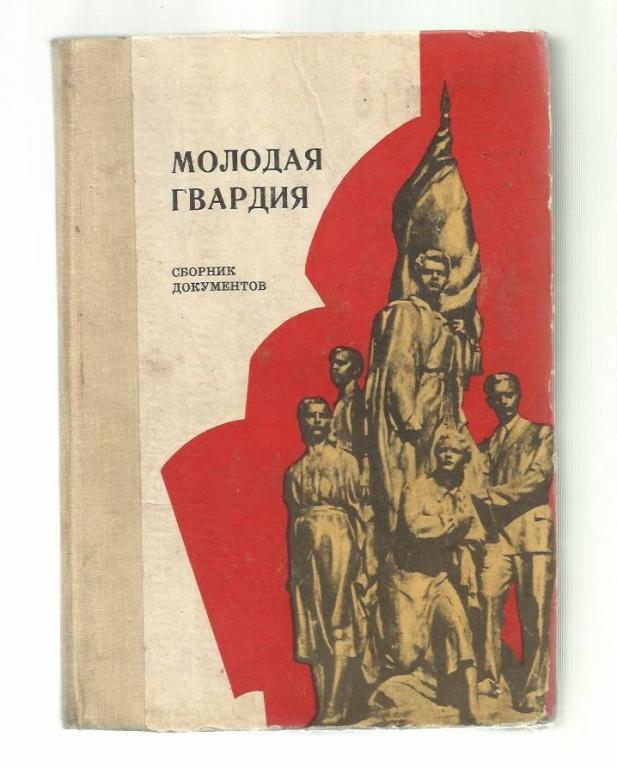 МОЛОДАЯ
ГВАРДИЯ
СБОРНИК
ДОКУМЕНТОВ